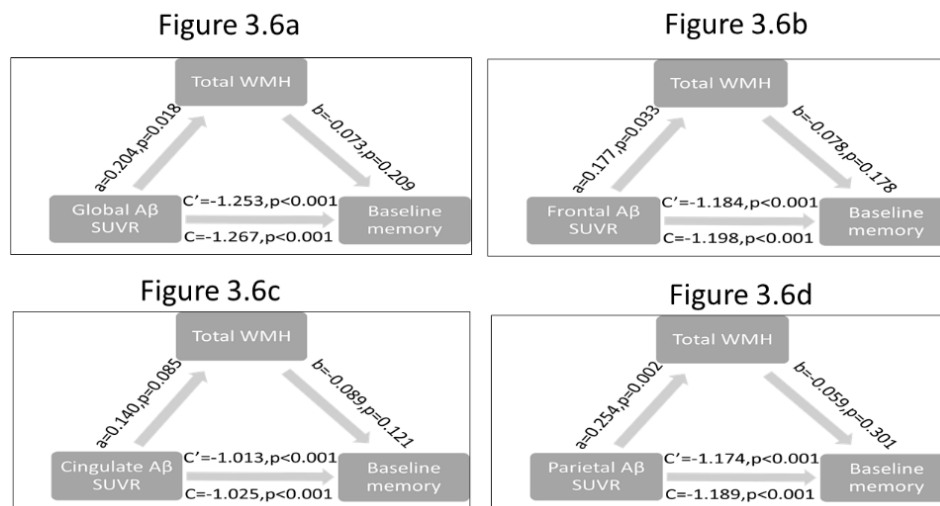 Figure 3.6a
Total WMH
a=0.204,p=0.018
b=-0.073,p=0.209
Global Aβ
SUVR
C'=-1.253,p<0.001
C=-1.267,p<0.001
Baseline
memory
Figure 3.6b
Total WMH
a=0.177,p=0.033
b=-0.078,p=0.178
Frontal Aβ
SUVR
C'=-1.184,p<0.001
C=-1.198,p<0.001
Baseline
memory
Figure 3.6c
Total WMH
a=0.140,p=0.085
b=-0.089,p=0.121
Cingulate Aβ
SUVR
C'=-1.013,p<0.001
C=-1.025,p<0.001
Baseline
memory
Figure 3.6d
Total WMH
a=0.254,p=0.002
b=-0.059,p=0.301
Parietal Aβ
SUVR
C'=-1.174,p<0.001
C=-1.189,p<0.001
Baseline
memory